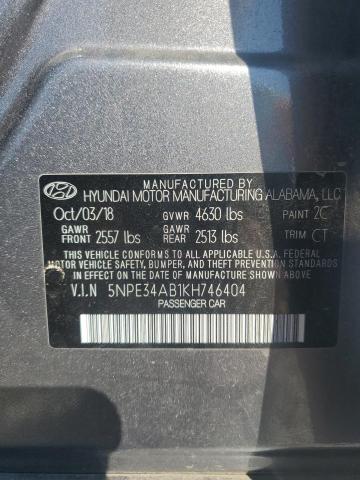 MANUFACTURED BY
HYUNDAI MOTOR MANUFACTURING ALABAMA, LLC
Oct/03/18 GVWR 4630 lbs PAINT 2C
GAWR FRONT 2557 lbs GAWR REAR 2513 lbs TRIM CT
THIS VEHICLE CONFORMS TO ALL APPLICABLE U.S. FEDERAL
MOTOR VEHICLE SAFETY, BUMPER, AND THEFT PREVENTION STANDARDS
IN EFFECT ON THE DATE OF MANUFACTURE SHOWN ABOVE.
V.I.N 5NPE34AB1KH746404
PASSENGER CAR